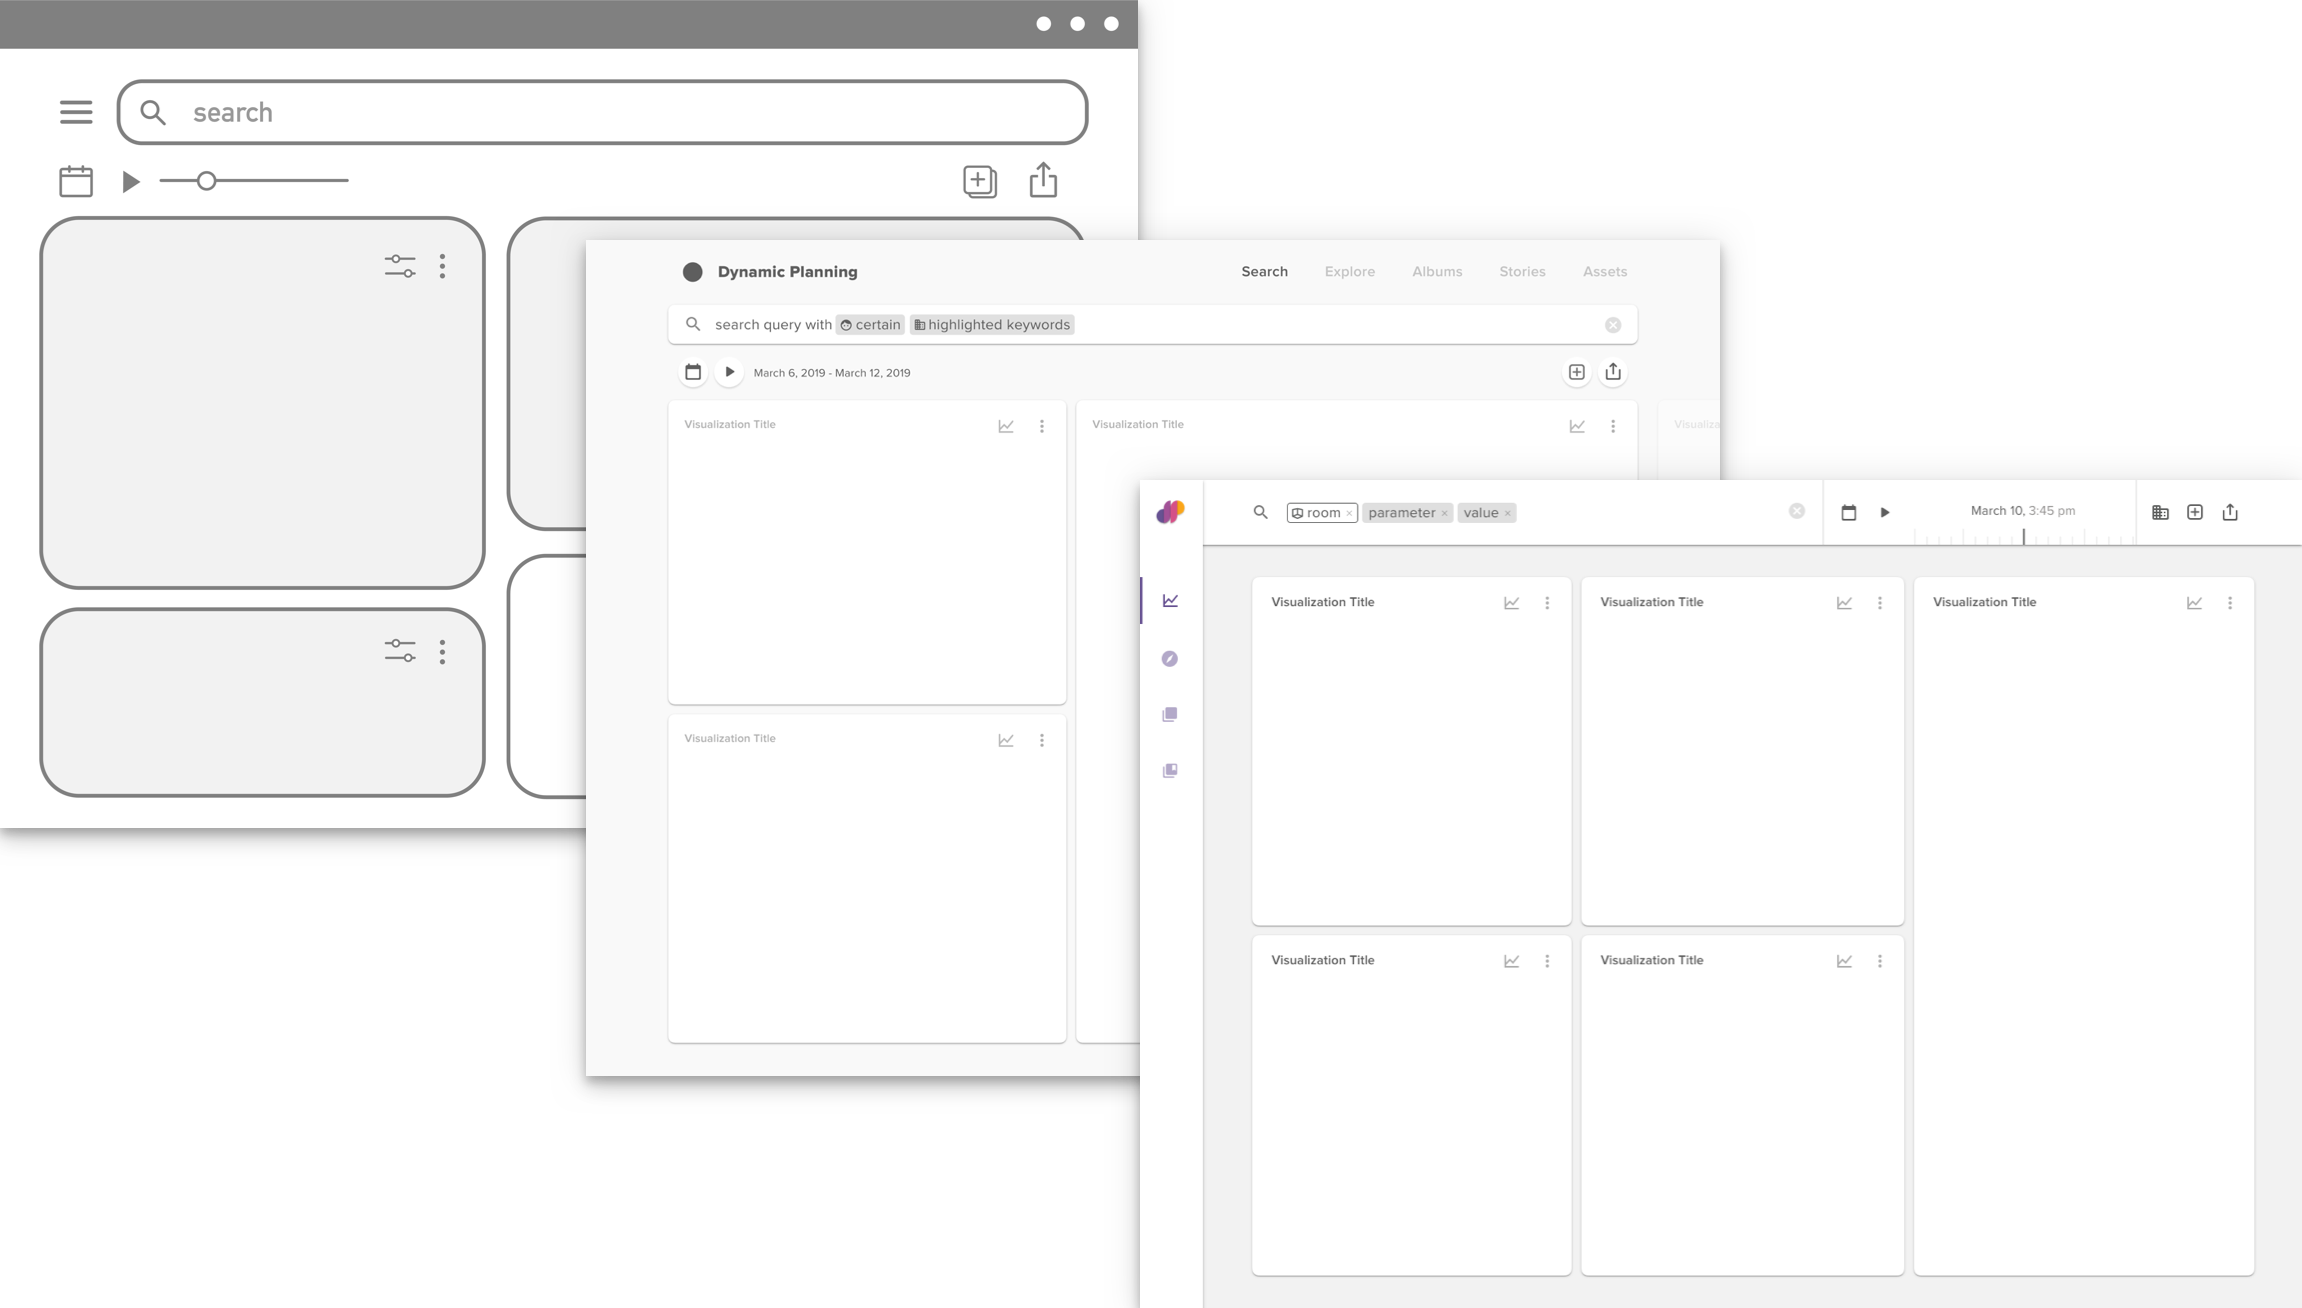 search
Dynamic Planning
Search Explore Albums Stories Assets
search query with certain highlighted keywords
March 6, 2019 - March 12, 2019
Visualization Title
Visualization Title
Visualiza
Visualization Title
room × parameter × value ×
March 10, 3:45 pm
Visualization Title
Visualization Title
Visualization Title
Visualization Title
Visualization Title